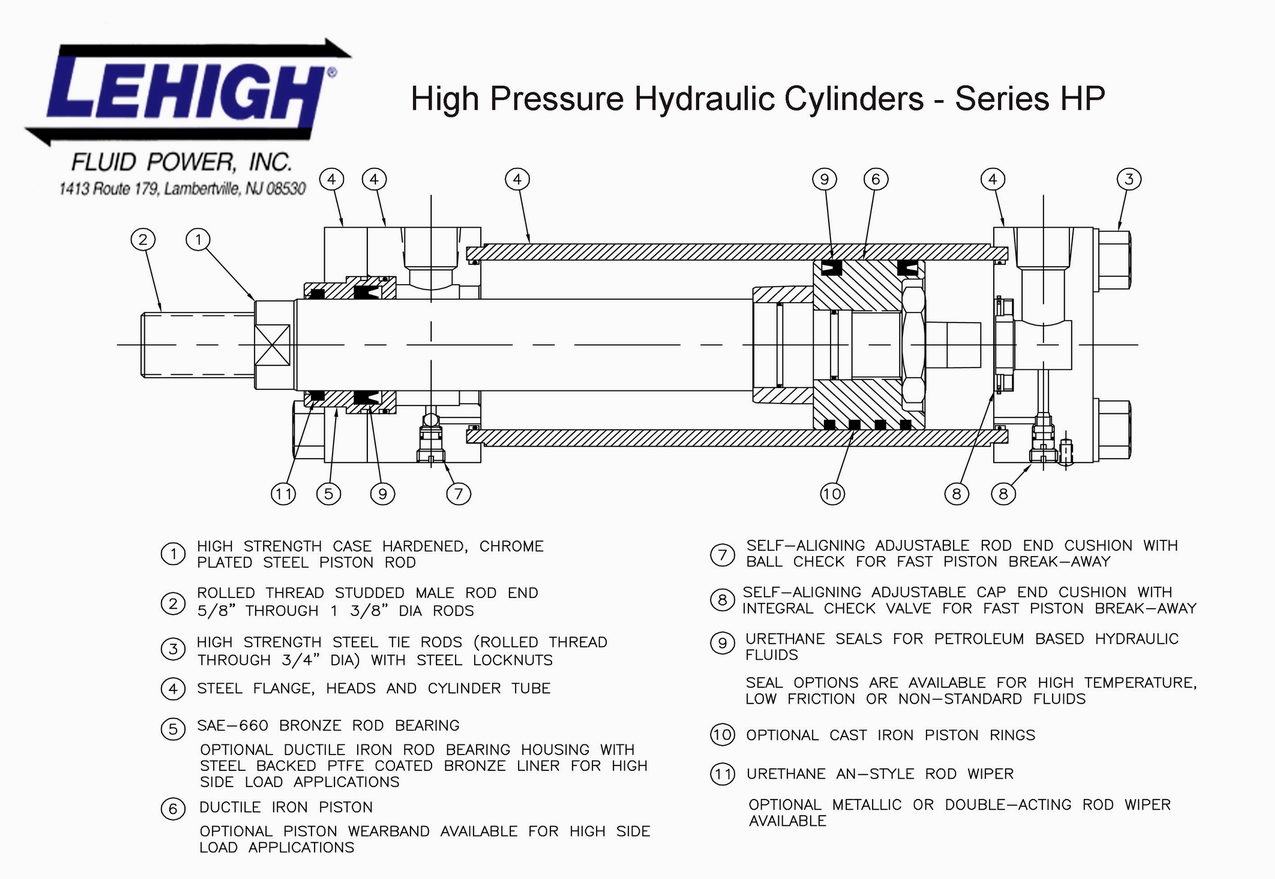 LEHIGH®
FLUID POWER, INC.
1413 Route 179, Lambertville, NJ 08530
High Pressure Hydraulic Cylinders - Series HP
4 4 4 9 6 4 3
2 1
11 5 9 7 10 8 8
1 HIGH STRENGTH CASE HARDENED, CHROME
PLATED STEEL PISTON ROD
2 ROLLED THREAD STUDDED MALE ROD END
5/8" THROUGH 1 3/8" DIA RODS
3 HIGH STRENGTH STEEL TIE RODS (ROLLED THREAD
THROUGH 3/4" DIA) WITH STEEL LOCKNUTS
4 STEEL FLANGE, HEADS AND CYLINDER TUBE
5 SAE-660 BRONZE ROD BEARING
OPTIONAL DUCTILE IRON ROD BEARING HOUSING WITH
STEEL BACKED PTFE COATED BRONZE LINER FOR HIGH
SIDE LOAD APPLICATIONS
6 DUCTILE IRON PISTON
OPTIONAL PISTON WEARBAND AVAILABLE FOR HIGH SIDE
LOAD APPLICATIONS
7 SELF-ALIGNING ADJUSTABLE ROD END CUSHION WITH
BALL CHECK FOR FAST PISTON BREAK-AWAY
8 SELF-ALIGNING ADJUSTABLE CAP END CUSHION WITH
INTEGRAL CHECK VALVE FOR FAST PISTON BREAK-AWAY
9 URETHANE SEALS FOR PETROLEUM BASED HYDRAULIC
FLUIDS
SEAL OPTIONS ARE AVAILABLE FOR HIGH TEMPERATURE,
LOW FRICTION OR NON-STANDARD FLUIDS
10 OPTIONAL CAST IRON PISTON RINGS
11 URETHANE AN-STYLE ROD WIPER
OPTIONAL METALLIC OR DOUBLE-ACTING ROD WIPER
AVAILABLE